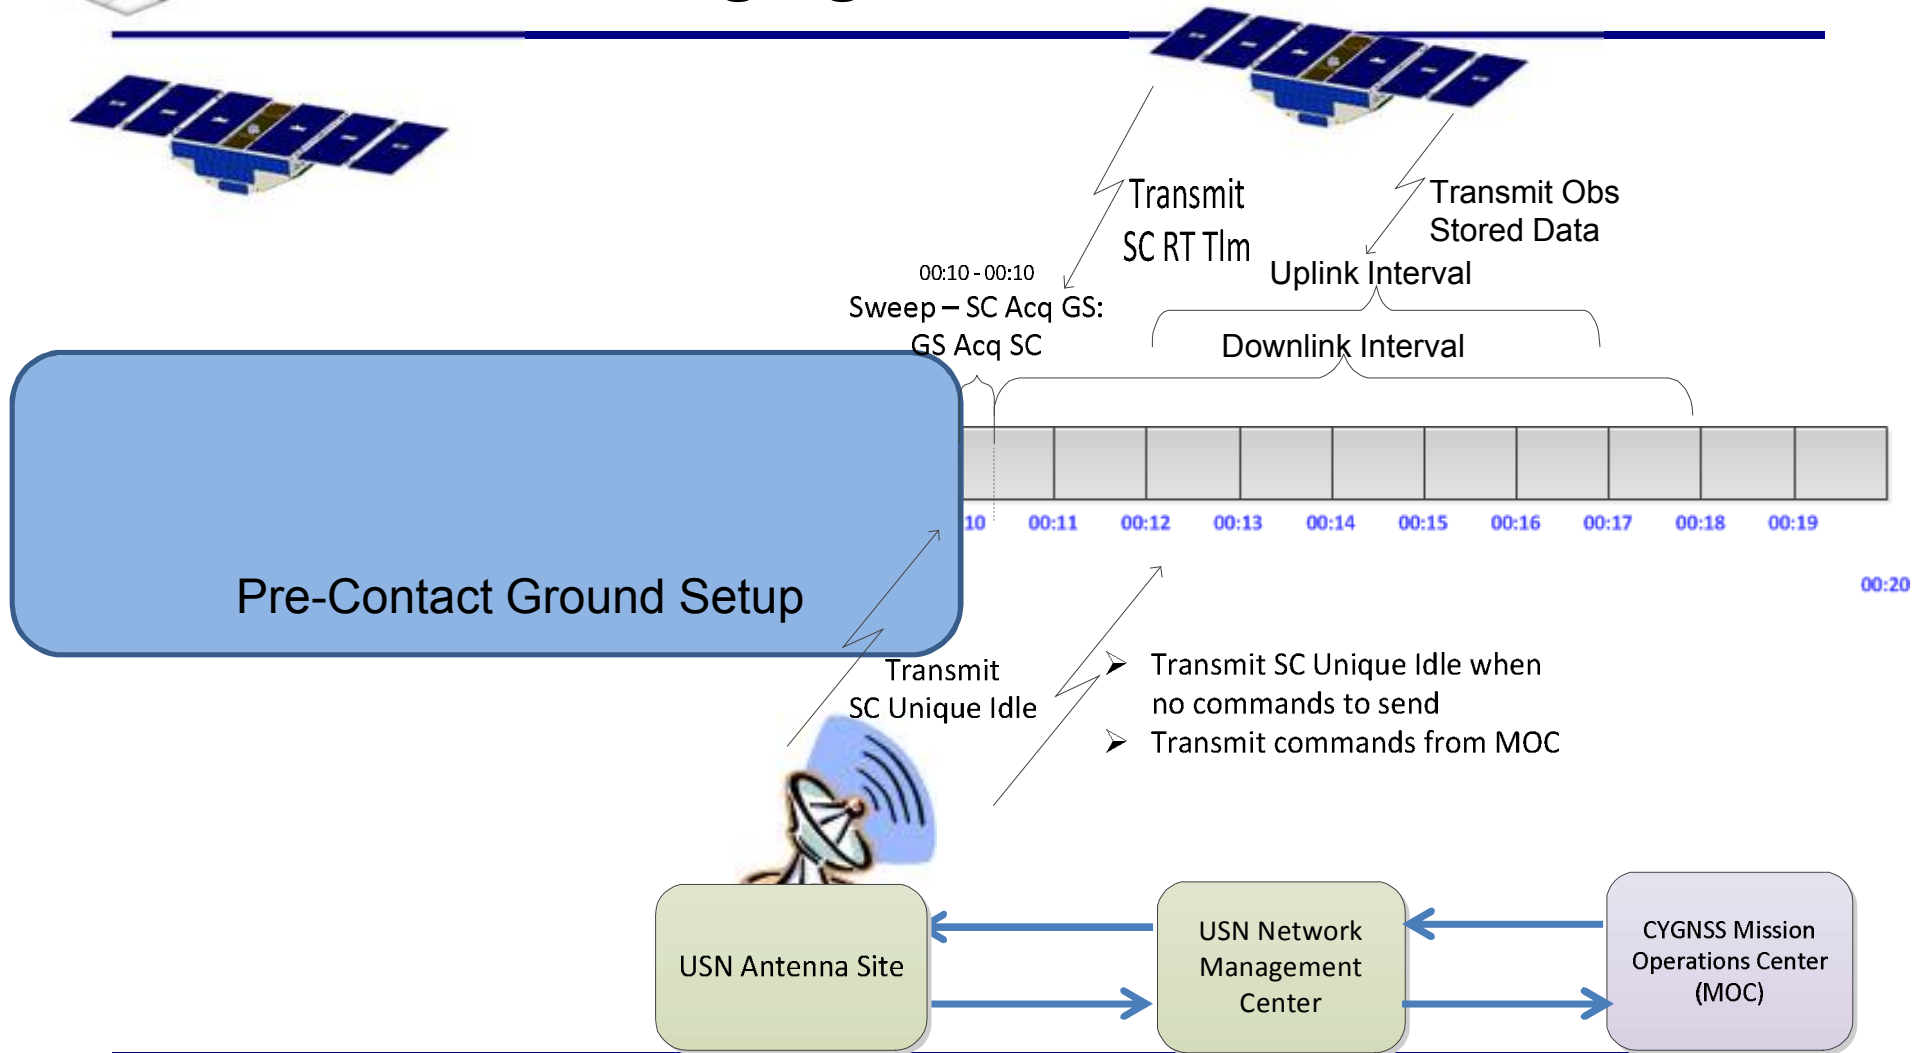 Transmit
SC RT Tlm
Transmit Obs
Stored Data
00:10 - 00:10
Sweep – SC Acq GS:
GS Acq SC
Uplink Interval
Downlink Interval
10 00:11 00:12 00:13 00:14 00:15 00:16 00:17 00:18 00:19
00:20
Pre-Contact Ground Setup
Transmit
SC Unique Idle
➢ Transmit SC Unique Idle when
no commands to send
➢ Transmit commands from MOC
USN Antenna Site
USN Network
Management
Center
CYGNSS Mission
Operations Center
(MOC)